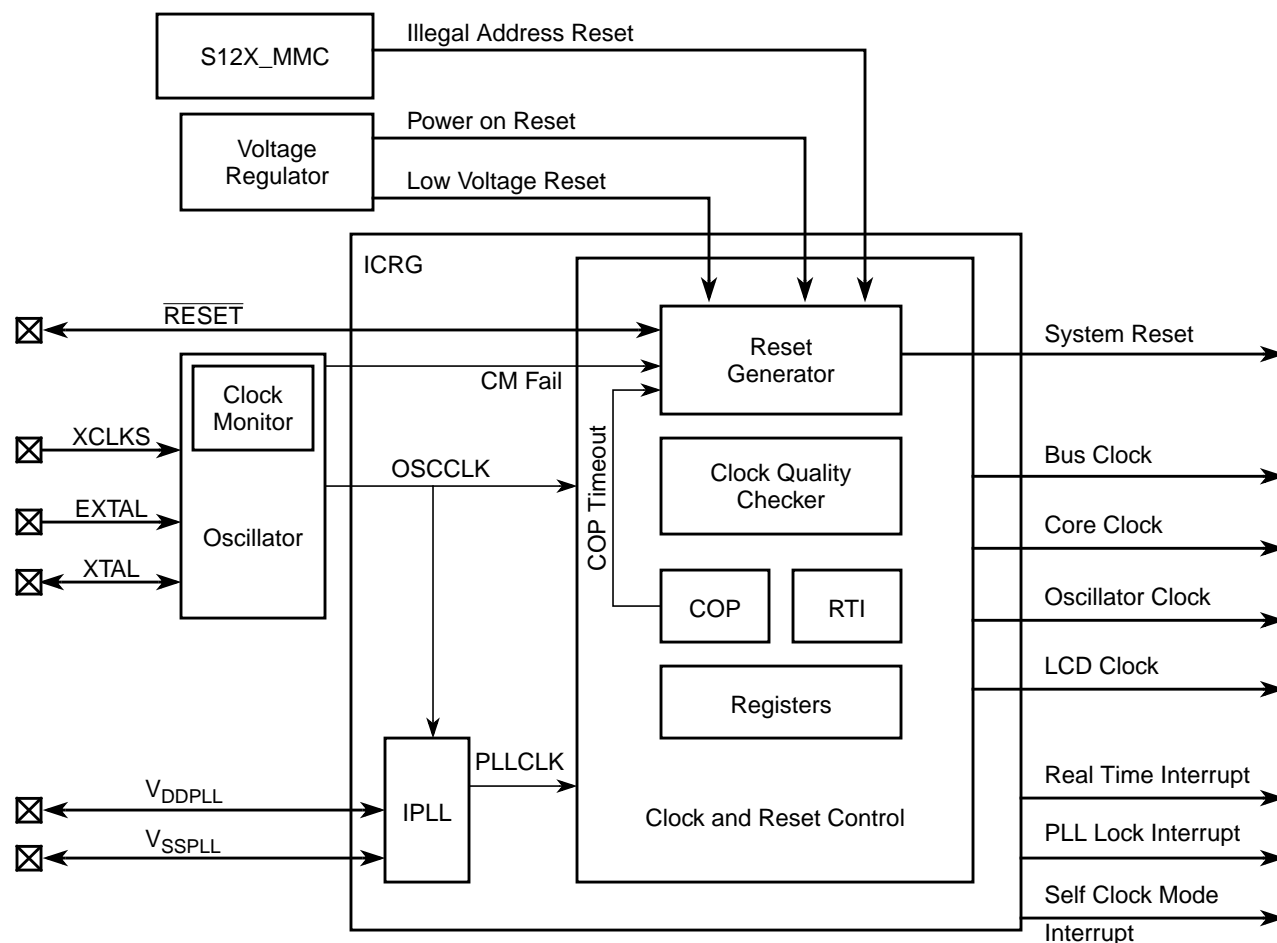 S12X_MMC
Illegal Address Reset
Voltage
Regulator
Power on Reset
Low Voltage Reset
ICRG
RESET
Reset
Generator
System Reset
Clock
Monitor
CM Fail
XCLKS
EXTAL
XTAL
Oscillator
OSCCLK
COP Timeout
Clock Quality
Checker
Bus Clock
Core Clock
COP
RTI
Oscillator Clock
Registers
LCD Clock
VDDPLL
VSSPLL
IPLL
PLLCLK
Clock and Reset Control
Real Time Interrupt
PLL Lock Interrupt
Self Clock Mode
Interrupt